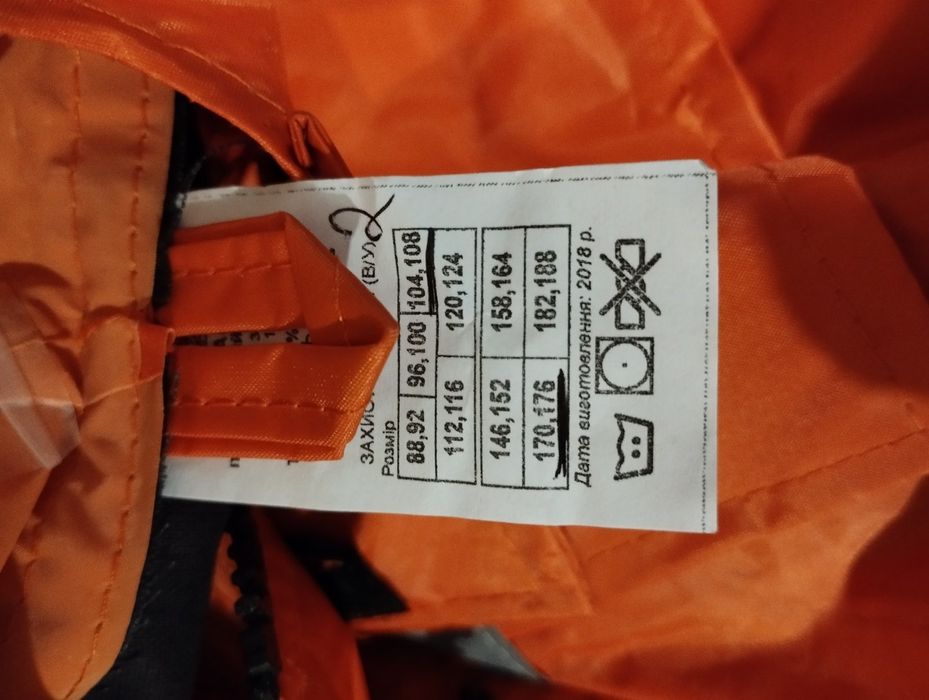 2
(В/У)
Розмір
88,92 96,100 104,108
112,116 120,124
146,152 158,164
170,176 182,188
Дата виготовлення: 2018 р.